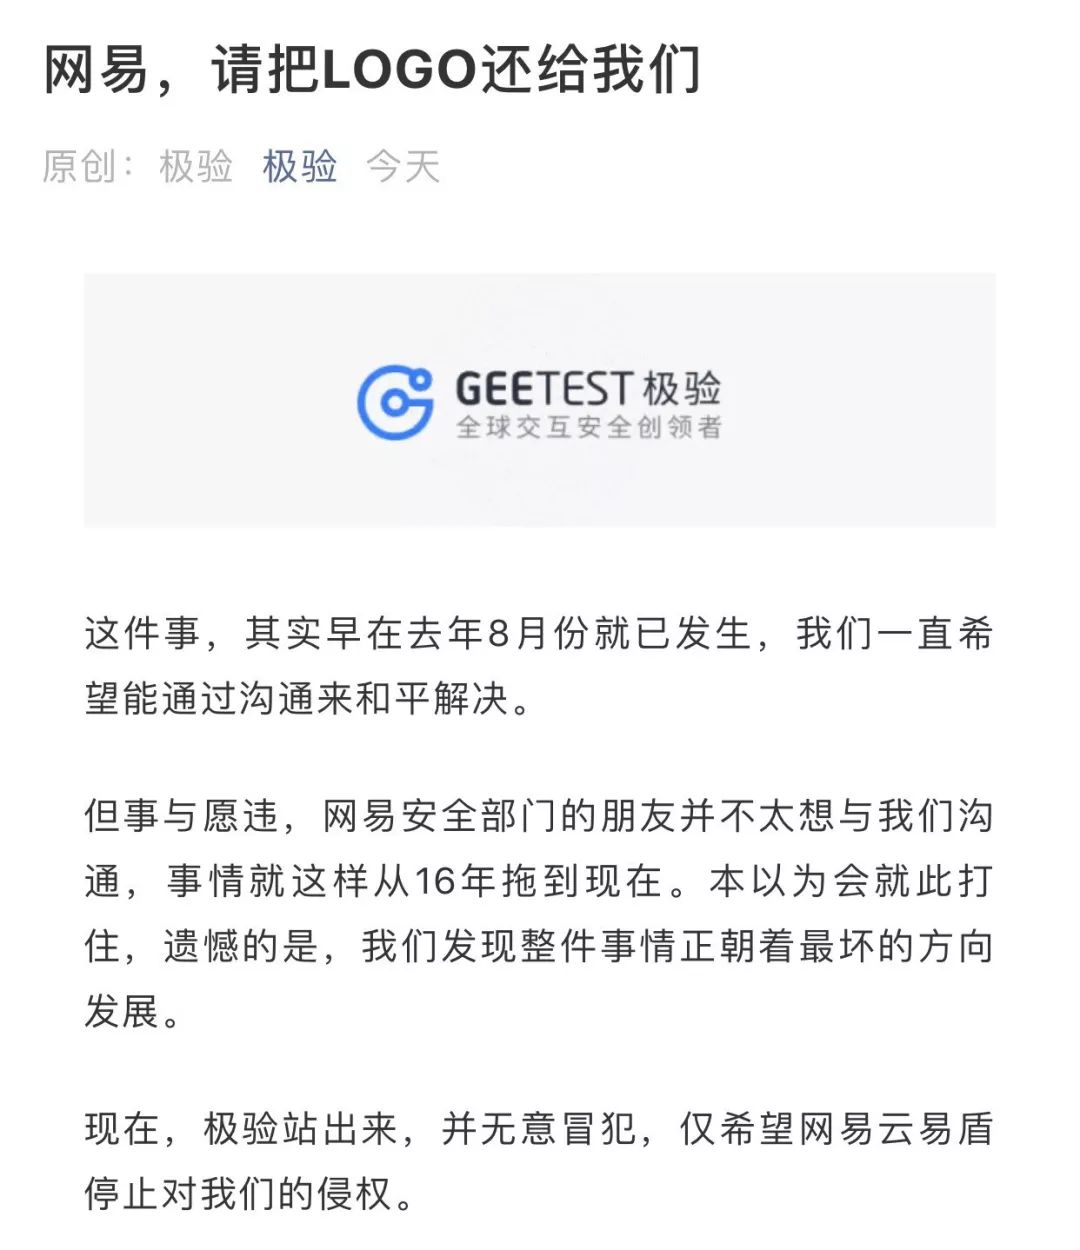 网易，请把LOGO还给我们
原创：极验 极验 今天
GEETEST极验
全球交互安全创领者
这件事，其实早在去年8月份就已发生，我们一直希
望能通过沟通来和平解决。
但事与愿违，网易安全部门的朋友并不太想与我们沟
通，事情就这样从16年拖到现在。本以为会就此打
住，遗憾的是，我们发现整件事情正朝着最坏的方向
发展。
现在，极验站出来，并无意冒犯，仅希望网易云易盾
停止对我们的侵权。